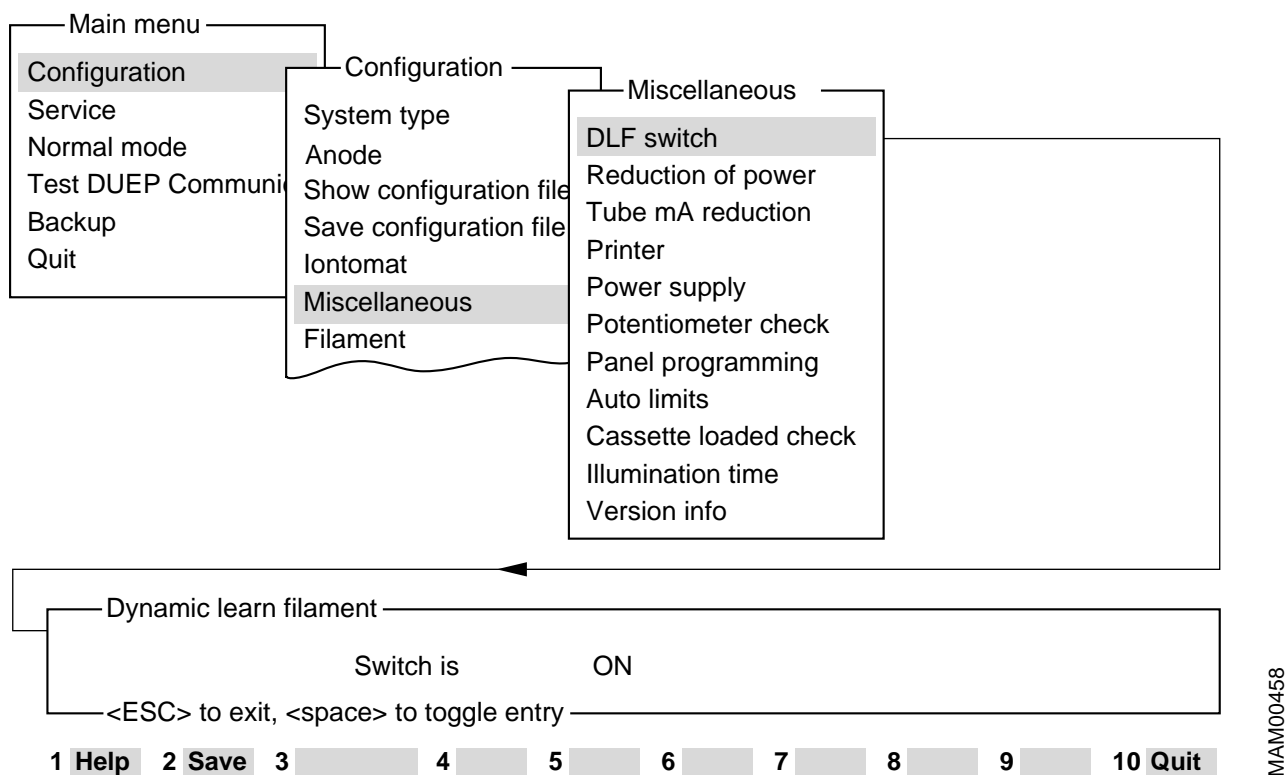 Main menu
Configuration
Service
Normal mode
Test DUEP Communi
Backup
Quit
Configuration
System type
Anode
Show configuration file
Save configuration file
Iontomat
Miscellaneous
Filament
Miscellaneous
DLF switch
Reduction of power
Tube mA reduction
Printer
Power supply
Potentiometer check
Panel programming
Auto limits
Cassette loaded check
Illumination time
Version info
Dynamic learn filament
Switch is ON
<ESC> to exit, <space> to toggle entry
1 Help 2 Save 3 4 5 6 7 8 9 10 Quit
MAM00458